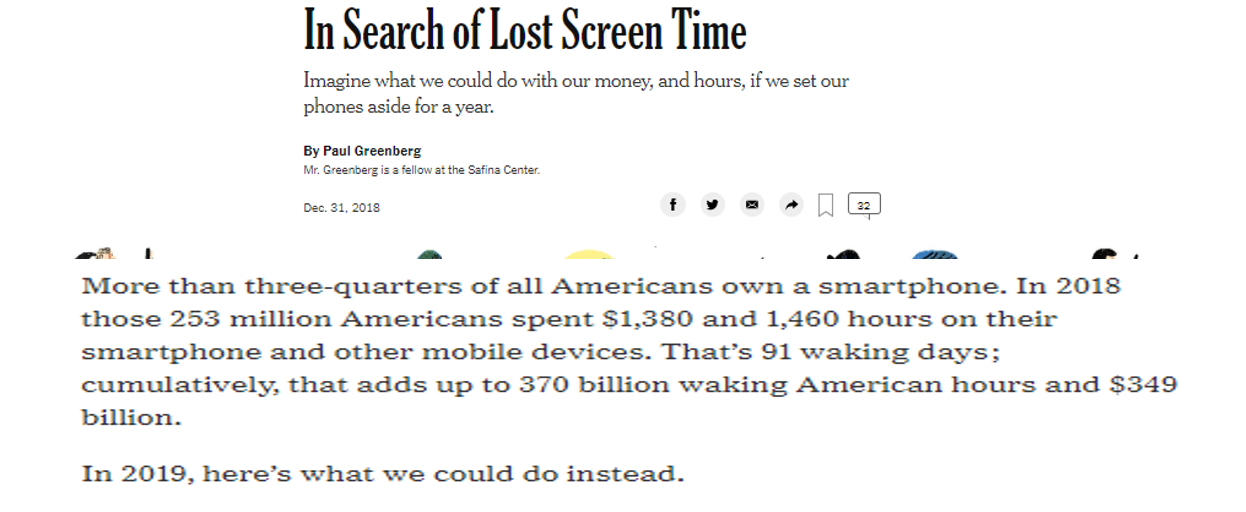 In Search of Lost Screen Time
Imagine what we could do with our money, and hours, if we set our
phones aside for a year.
By Paul Greenberg
Mr. Greenberg is a fellow at the Safina Center.
Dec. 31, 2018
32
More than three-quarters of all Americans own a smartphone. In 2018
those 253 million Americans spent $1,380 and 1,460 hours on their
smartphone and other mobile devices. That’s 91 waking days;
cumulatively, that adds up to 370 billion waking American hours and $349
billion.
In 2019, here’s what we could do instead.